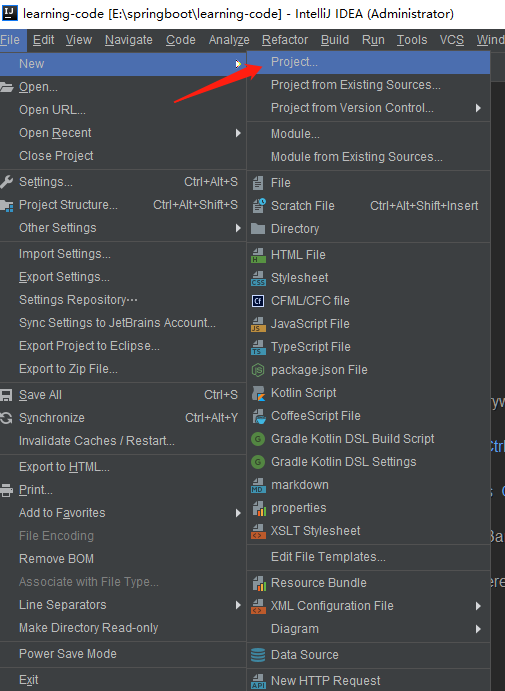 learning-code [E:\springboot\learning-code] - IntelliJ IDEA (Administrator)
File Edit View Navigate Code Analyze Refactor Build Run Tools VCS Wind
New
Open...
Open URL...
Open Recent
Close Project
Settings... Ctrl+Alt+S
Project Structure... Ctrl+Alt+Shift+S
Other Settings
Import Settings...
Export Settings...
Settings Repository···
Sync Settings to JetBrains Account...
Export Project to Eclipse...
Export to Zip File...
Save All Ctrl+S
Synchronize Ctrl+Alt+Y
Invalidate Caches / Restart...
Export to HTML...
Print...
Add to Favorites
File Encoding
Remove BOM
Associate with File Type...
Line Separators
Make Directory Read-only
Power Save Mode
Exit
Project...
Project from Existing Sources...
Project from Version Control...
Module...
Module from Existing Sources...
File
Scratch File Ctrl+Alt+Shift+Insert
Directory
HTML File
Stylesheet
CFML/CFC file
JavaScript File
TypeScript File
package.json File
Kotlin Script
CoffeeScript File
Gradle Kotlin DSL Build Script
Gradle Kotlin DSL Settings
markdown
properties
XSLT Stylesheet
Edit File Templates...
Resource Bundle
XML Configuration File
Diagram
Data Source
New HTTP Request